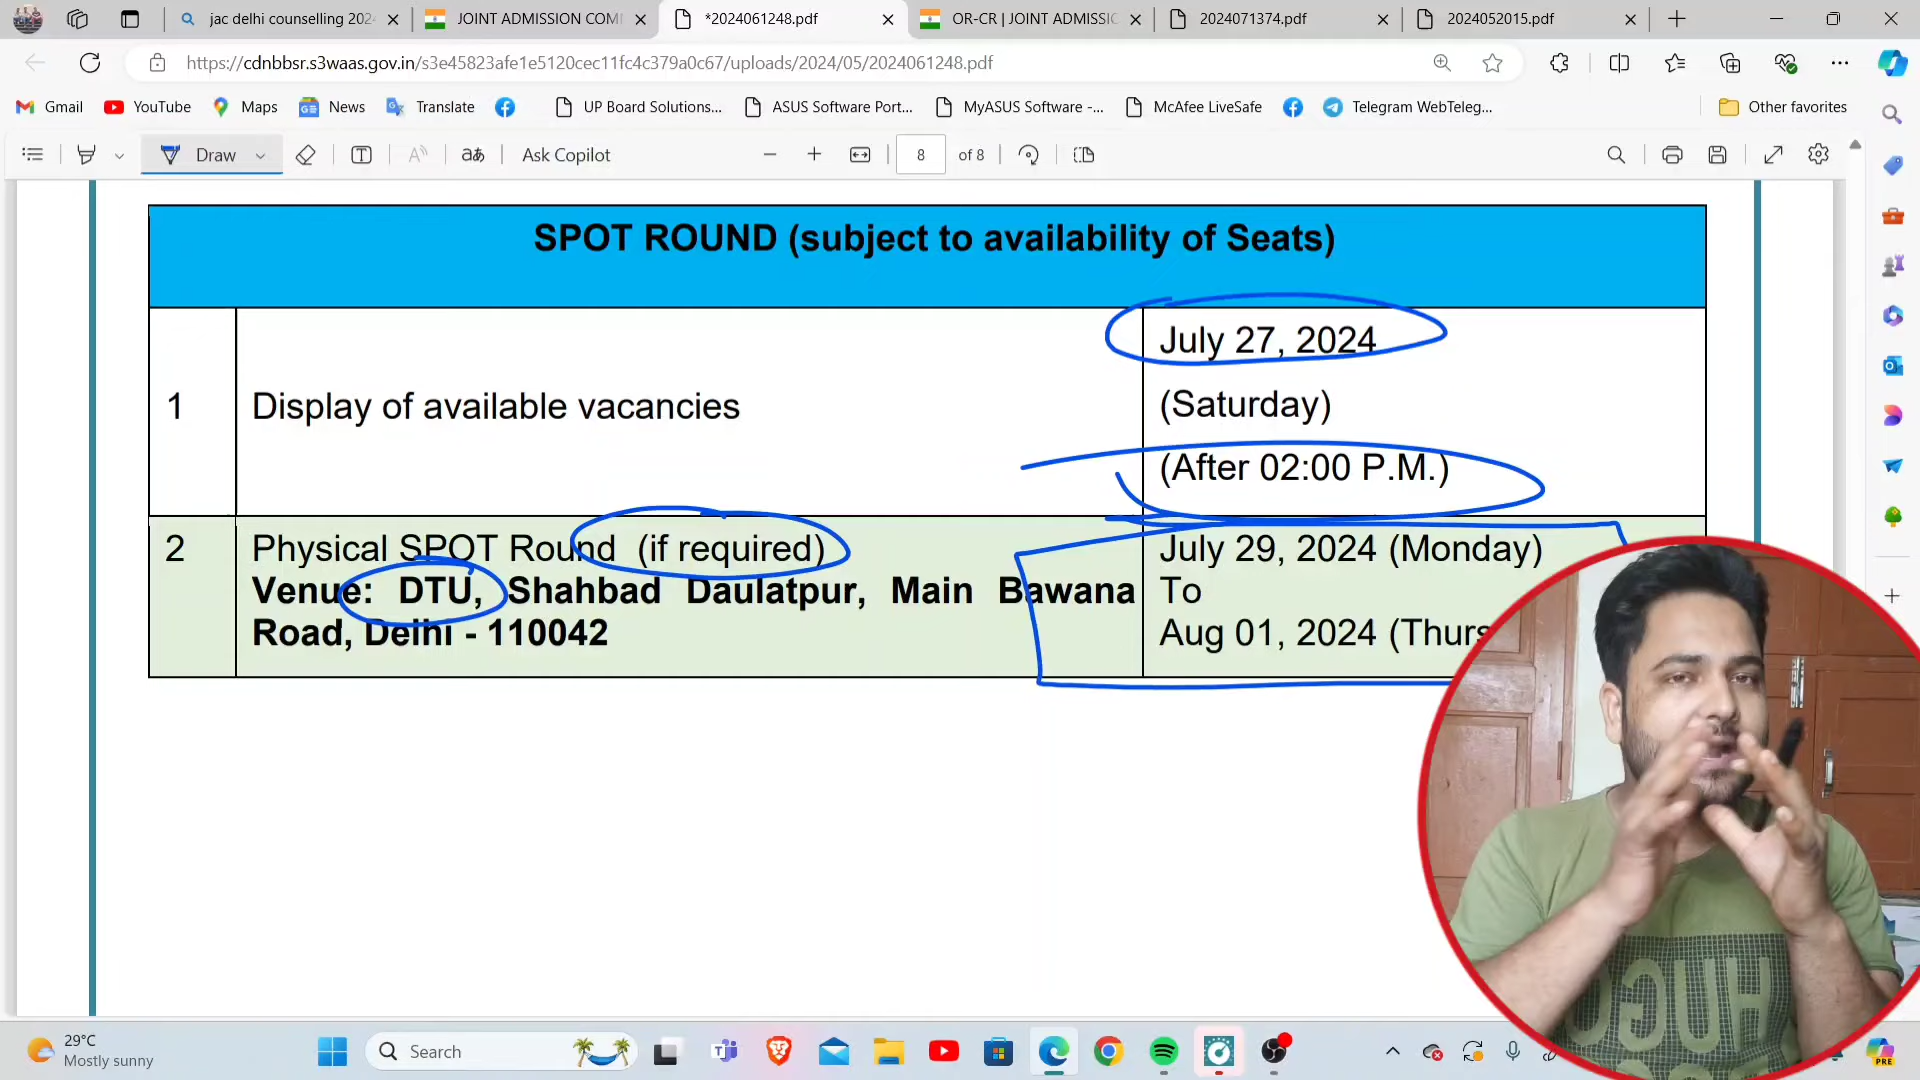 jac delhi counselling 202
JOINT ADMISSION COM
*2024061248.pdf
OR-CR | JOINT ADMISSIC
2024071374.pdf
2024052015.pdf
https://cdnbbsr.s3waas.gov.in/s3e45823afe1e5120cec11fc4c379a0c67/uploads/2024/05/2024061248.pdf
Gmail
YouTube
Maps
News
Translate
UP Board Solutions...
ASUS Software Port...
MyASUS Software -...
McAfee LiveSafe
Telegram WebTeleg...
Other favorites
Draw
Ask Copilot
8
of 8
SPOT ROUND (subject to availability of Seats)
1
Display of available vacancies
July 27, 2024
(Saturday)
(After 02:00 P.M.)
2
Physical SPOT Round (if required)
Venue: DTU, Shahbad Daulatpur, Main Bawana
Road, Delhi - 110042
July 29, 2024 (Monday)
To
Aug 01, 2024 (Thurs
29°C
Mostly sunny
Search
PRE